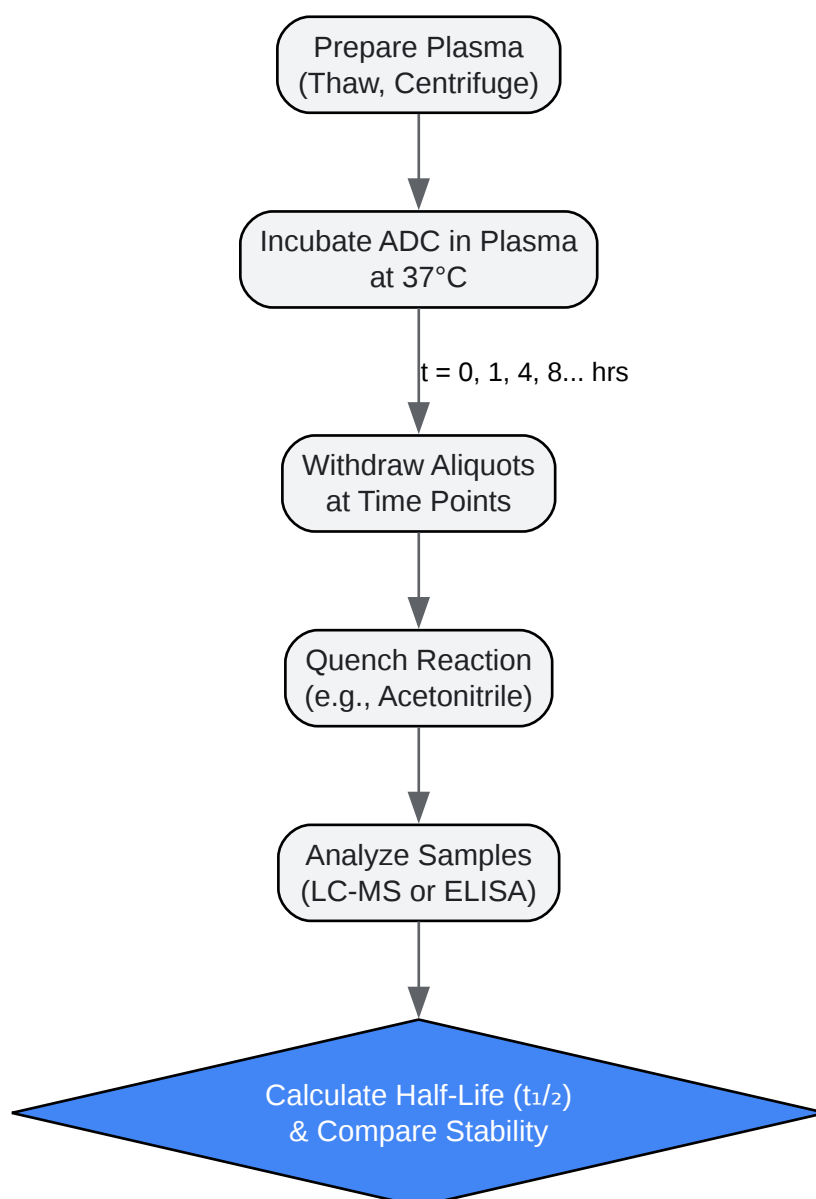 Prepare Plasma
(Thaw, Centrifuge)
Incubate ADC in Plasma
at 37°C
t = 0, 1, 4, 8... hrs
Withdraw Aliquots
at Time Points
Quench Reaction
(e.g., Acetonitrile)
Analyze Samples
(LC-MS or ELISA)
Calculate Half-Life (t₁/₂)
& Compare Stability